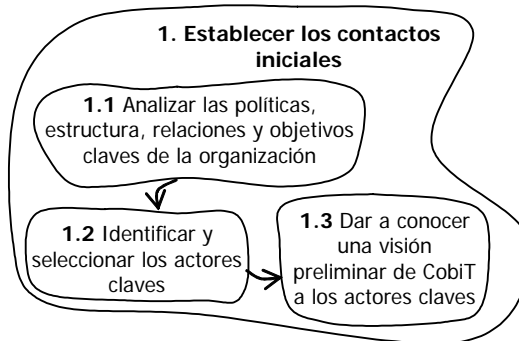 1. Establecer los contactos
iniciales
1.1 Analizar las políticas,
estructura, relaciones y objetivos
claves de la organización
1.2 Identificar y
seleccionar los actores
claves
1.3 Dar a conocer
una visión
preliminar de CobiT
a los actores claves